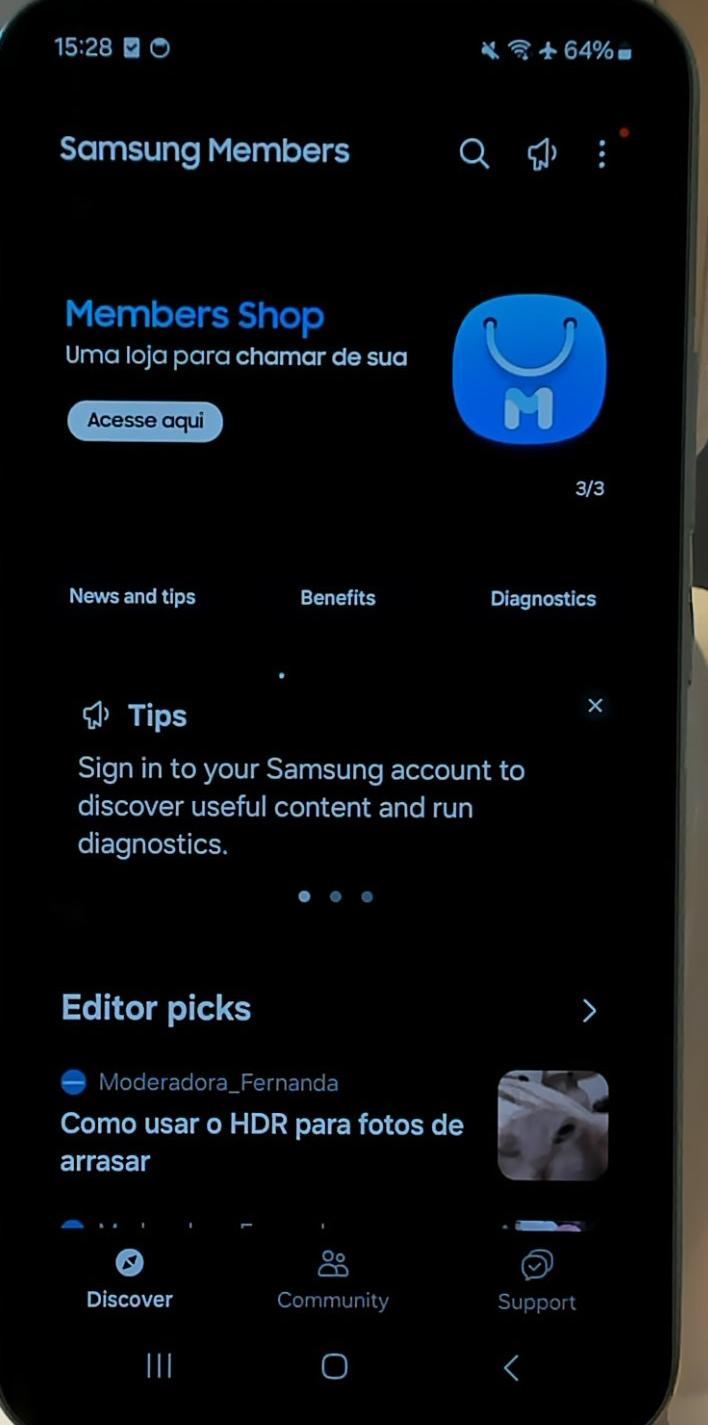 15:28 64%
Samsung Members
Members Shop
Uma loja para chamar de sua
Acesse aqui
M
3/3
News and tips Benefits Diagnostics
Tips
Sign in to your Samsung account to
discover useful content and run
diagnostics.
Editor picks
Moderadora_Fernanda
Como usar o HDR para fotos de
arrasar
Discover Community Support